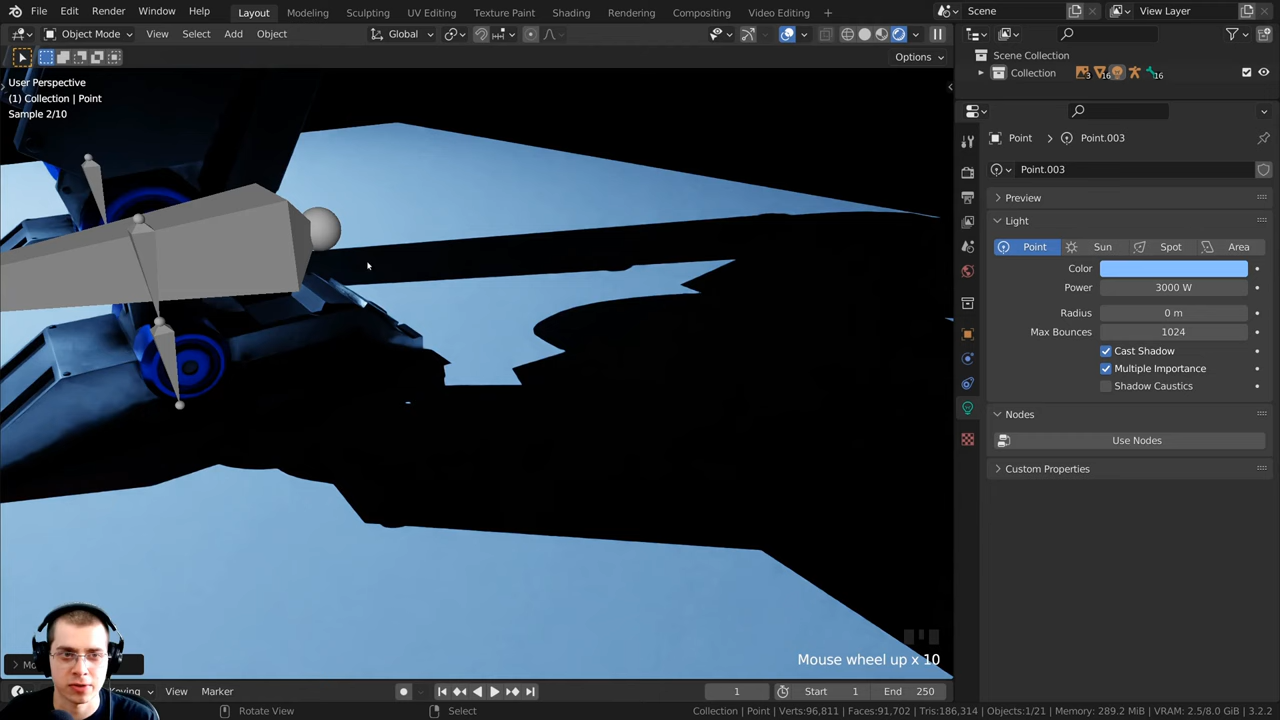 File Edit Render Window Help Layout Modeling Sculpting UV Editing Texture Paint Shading Rendering Compositing Video Editing + Scene View Layer
Object Mode View Select Add Object Global
Options
User Perspective
(1) Collection | Point
Sample 2/10
Scene Collection
Collection 3 16 16
Point Point.003
Point.003
Preview
Light
Point Sun Spot Area
Color
Power 3000 W
Radius 0 m
Max Bounces 1024
Cast Shadow
Multiple Importance
Shadow Caustics
Nodes
Use Nodes
Custom Properties
Mouse wheel up x 10
View Marker 1 Start 1 End 250
Rotate View Select Collection | Point | Verts:96,811 | Faces:91,702 | Tris:186,314 | Objects:1/21 | Memory: 289.2 MiB | VRAM: 2.5/8.0 GiB | 3.2.2